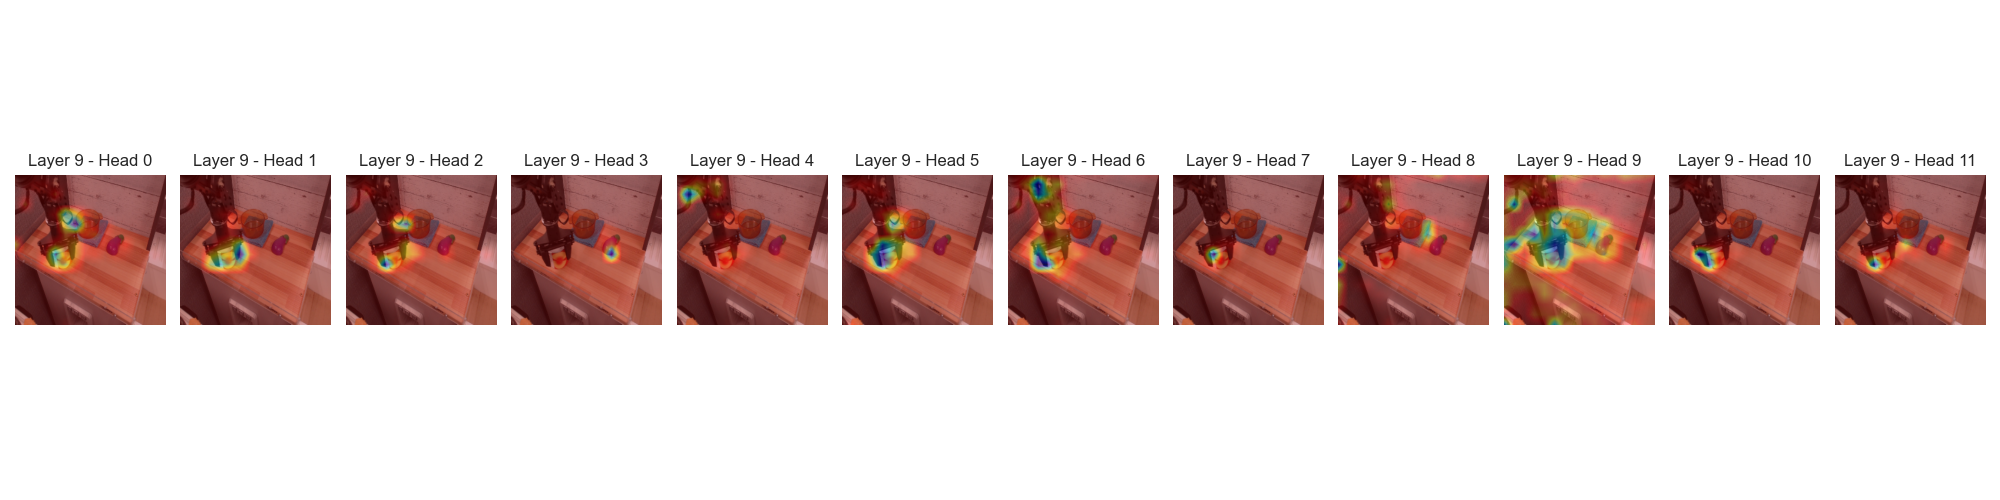 Layer 9 - Head 0
Layer 9 - Head 1
Layer 9 - Head 2
Layer 9 - Head 3
Layer 9 - Head 4
Layer 9 - Head 5
Layer 9 - Head 6
Layer 9 - Head 7
Layer 9 - Head 8
Layer 9 - Head 9
Layer 9 - Head 10
Layer 9 - Head 11